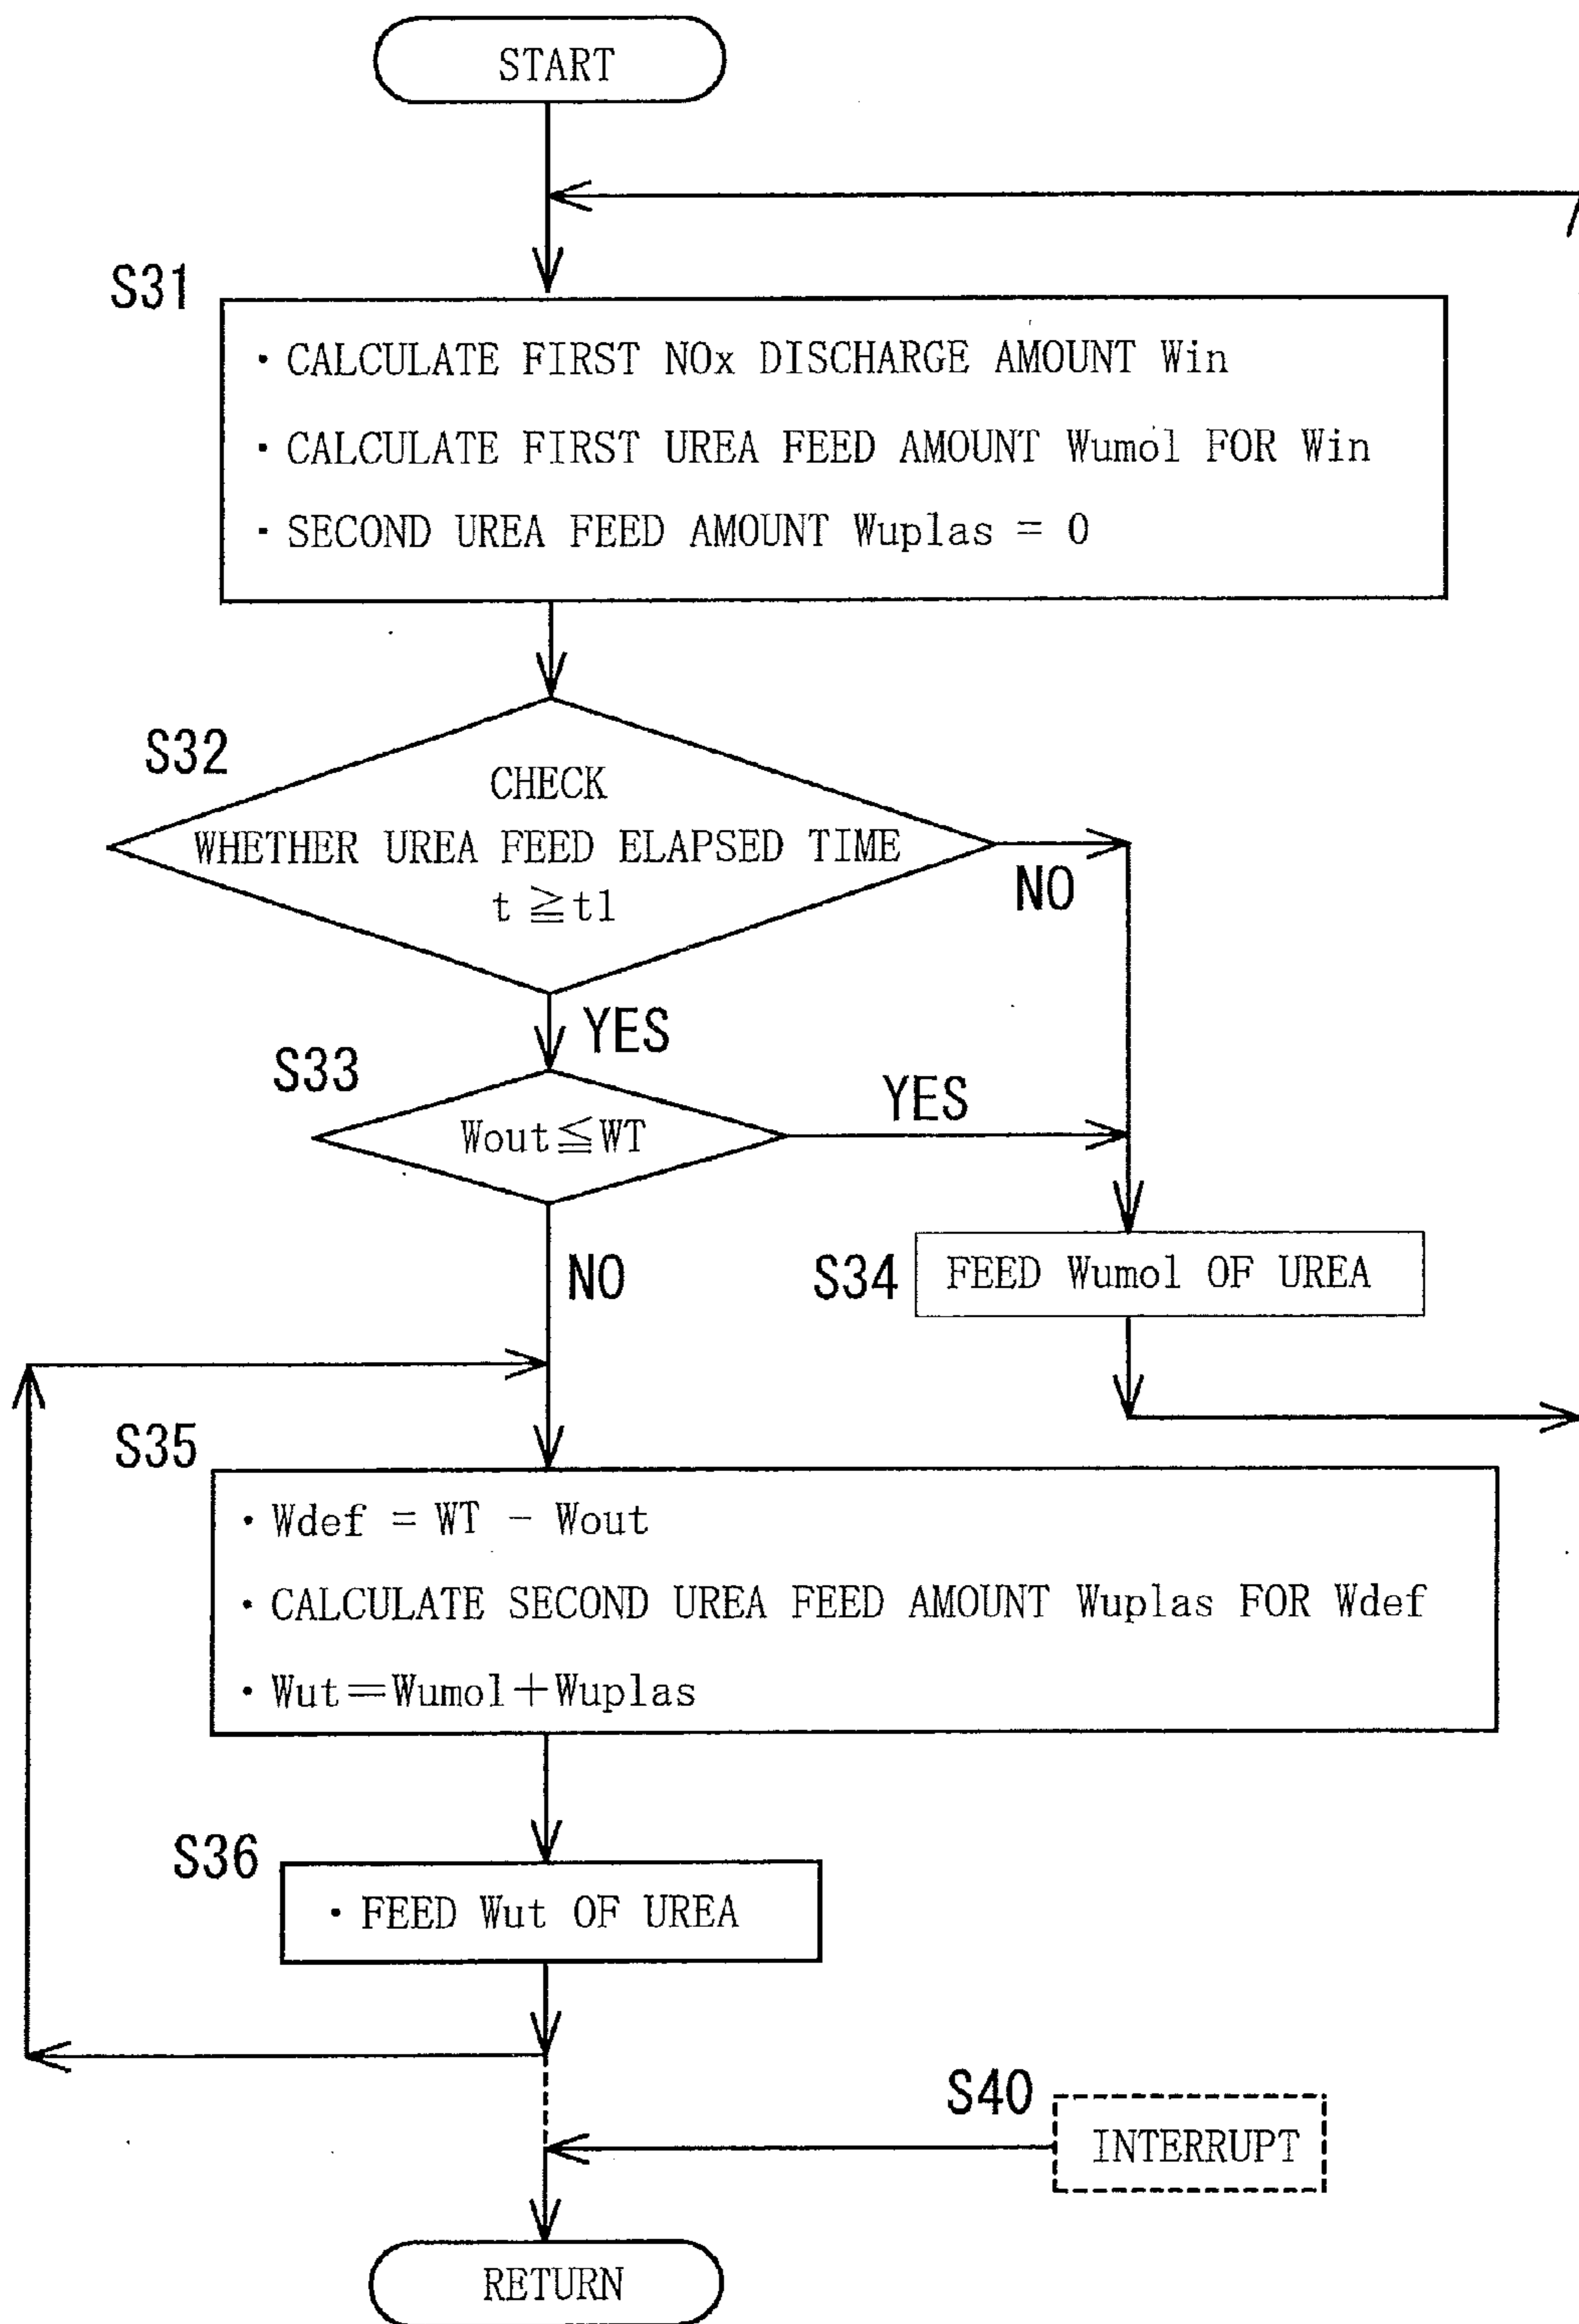 START
S31
・CALCULATE FIRST NOx DISCHARGE AMOUNT Win
・CALCULATE FIRST UREA FEED AMOUNT Wumol FOR Win
・SECOND UREA FEED AMOUNT Wuplas = 0
S32
CHECK
WHETHER UREA FEED ELAPSED TIME
t ≧ t1
NO
YES
S33
Wout≦WT
YES
NO
S34
FEED Wumol OF UREA
S35
・Wdef = WT - Wout
・CALCULATE SECOND UREA FEED AMOUNT Wuplas FOR Wdef
・Wut=Wumol+Wuplas
S36
・FEED Wut OF UREA
S40
INTERRUPT
RETURN